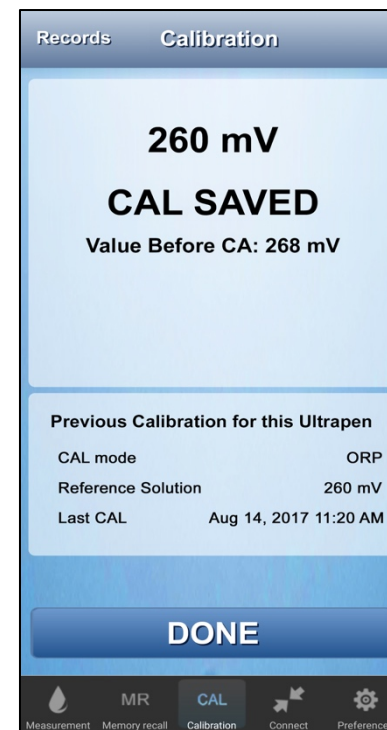 Records Calibration
260 mV
CAL SAVED
Value Before CA: 268 mV
Previous Calibration for this Ultrapen
CAL mode ORP
Reference Solution 260 mV
Last CAL Aug 14, 2017 11:20 AM
DONE
MR CAL
Measurement Memory recall Calibration Connect Preference